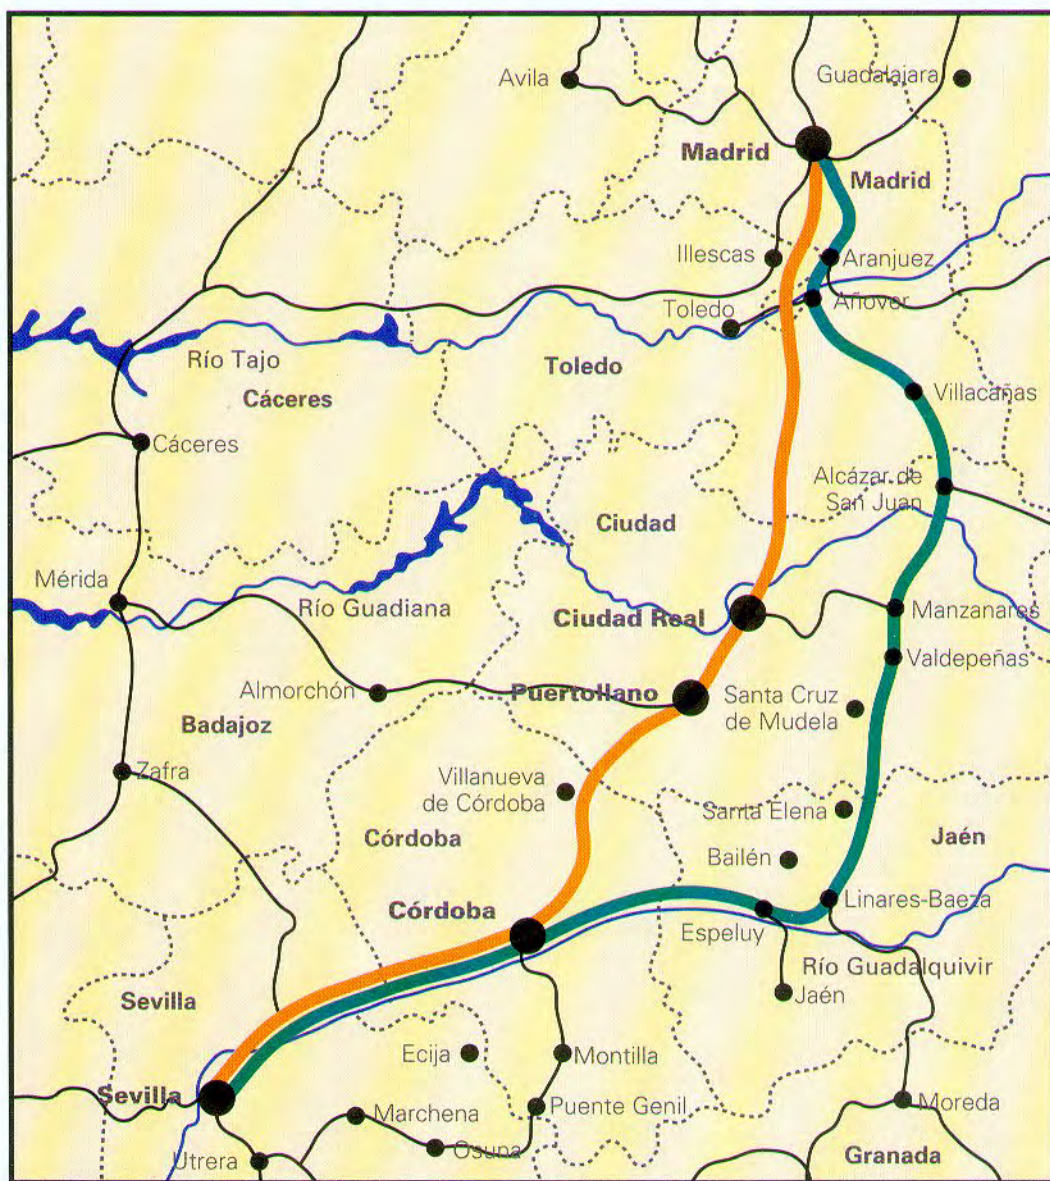 Avila
Guadalajara
Madrid
Madrid
Illescas
Aranjuez
Toledo
Añover
Río Tajo
Toledo
Cáceres
Villacañas
Cáceres
Alcázar de
San Juan
Ciudad
Mérida
Río Guadiana
Ciudad Real
Manzanares
Valdepeñas
Almorchón
Puertollano
Santa Cruz
de Mudela
Badajoz
Zafra
Villanueva
de Córdoba
Santa Elena
Córdoba
Jaén
Bailén
Córdoba
Linares-Baeza
Espeluy
Río Guadalquivir
Sevilla
Jaén
Ecija
Montilla
Sevilla
Marchena
Puente Genil
Moreda
Osuna
Utrera
Granada